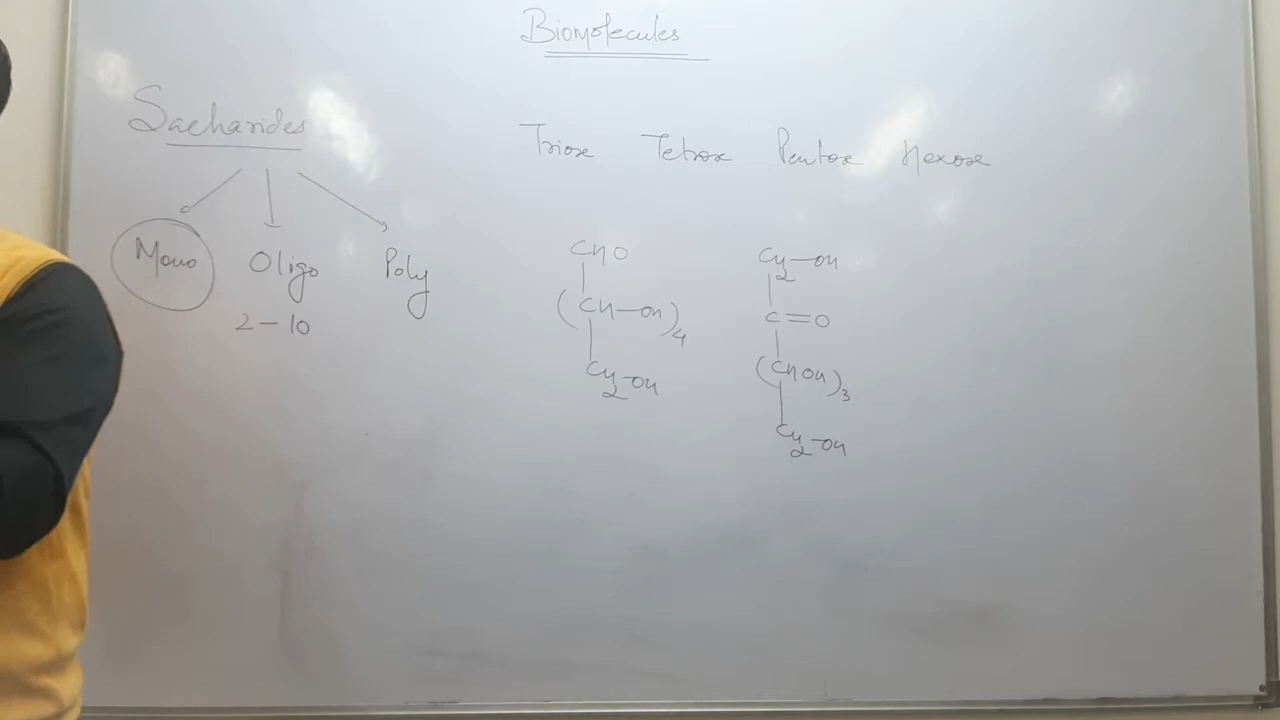 Biomolecules
Sacharides
Mono Oligo Poly
2-10
Triose Tetrose Pentose Hexose
CHO
(CH-OH)4
CH2-OH
CH2-OH
C=O
(CHOH)3
CH2-OH